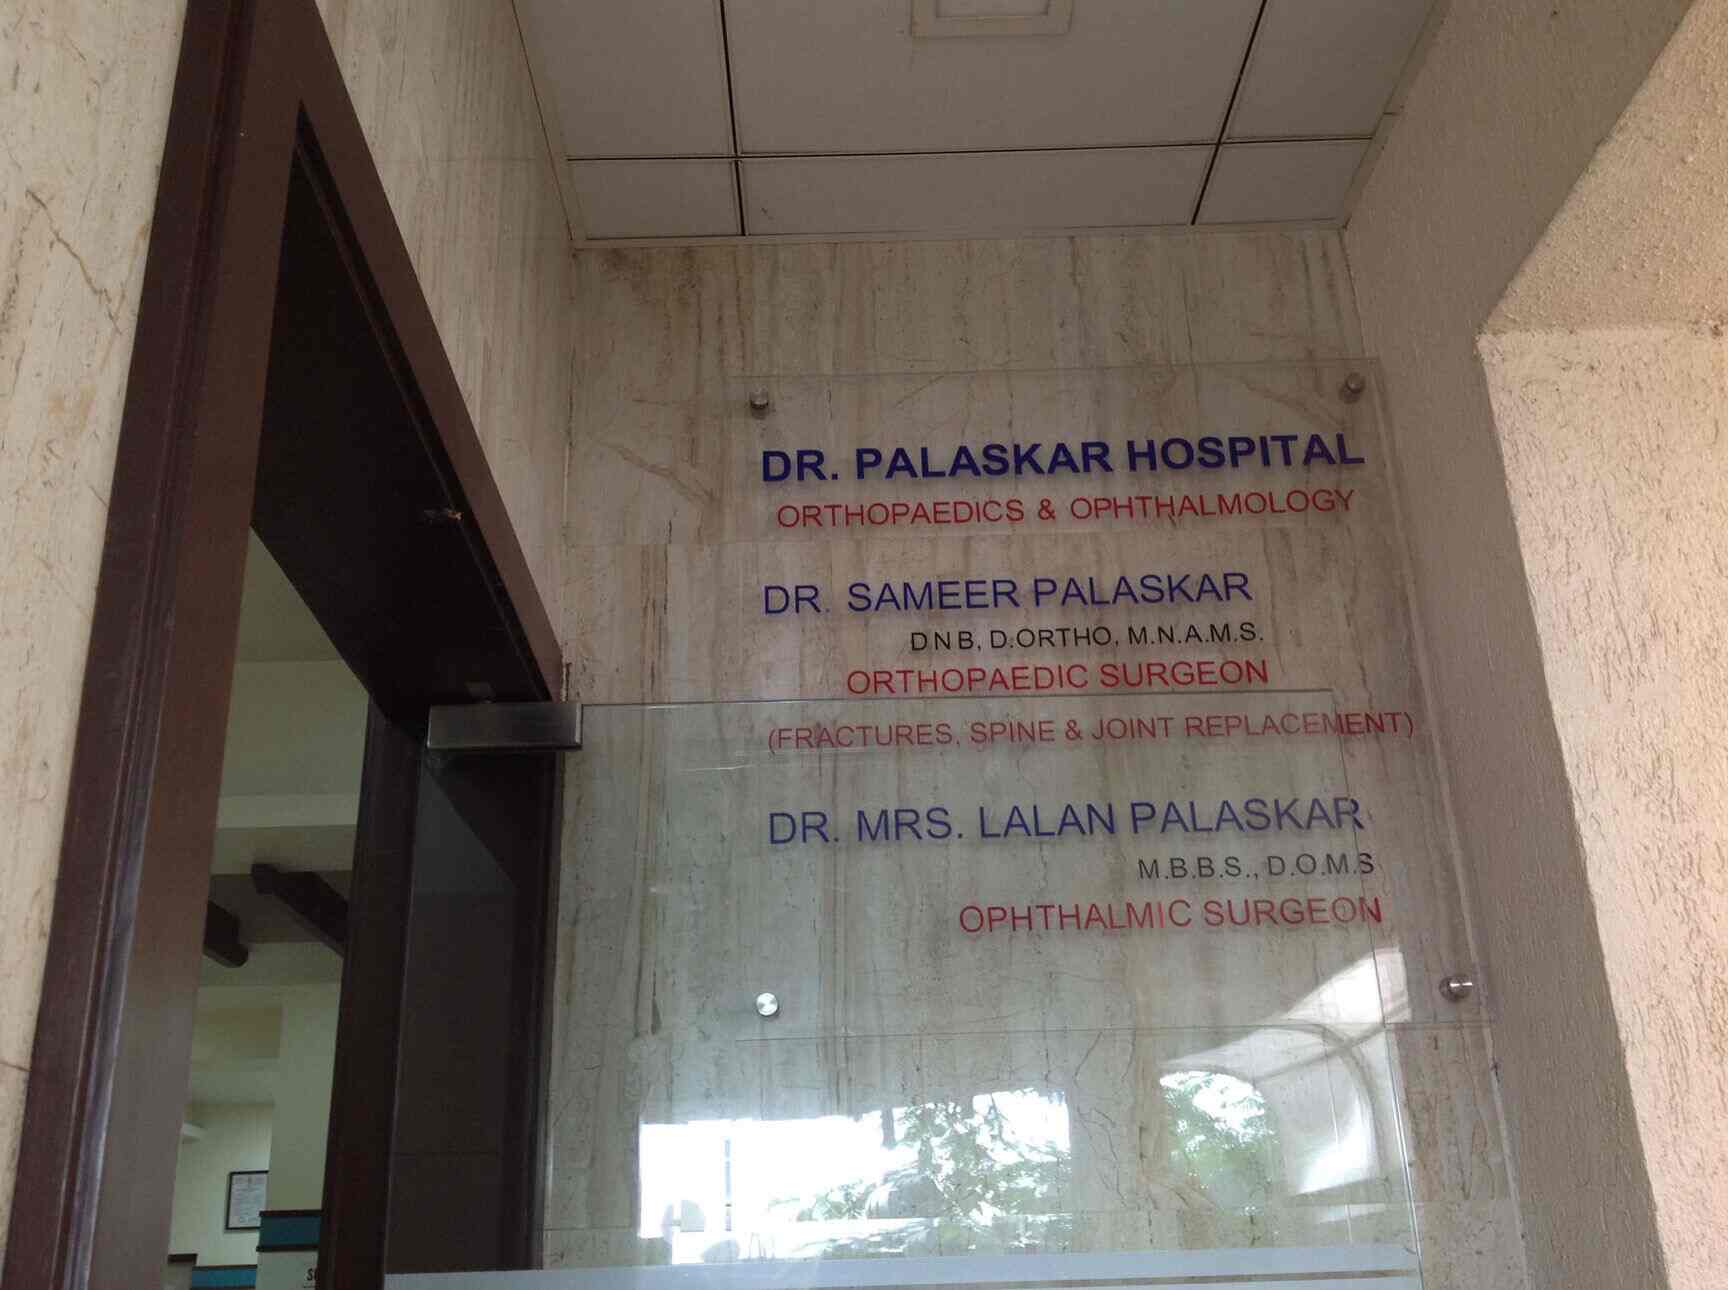 DR. PALASKAR HOSPITAL
ORTHOPAEDICS & OPHTHALMOLOGY
DR. SAMEER PALASKAR
DNB, D.ORTHO, M.N.A.M.S.
ORTHOPAEDIC SURGEON
(FRACTURES, SPINE & JOINT REPLACEMENT)
DR. MRS. LALAN PALASKAR
M.B.B.S., D.O.M.S
OPHTHALMIC SURGEON